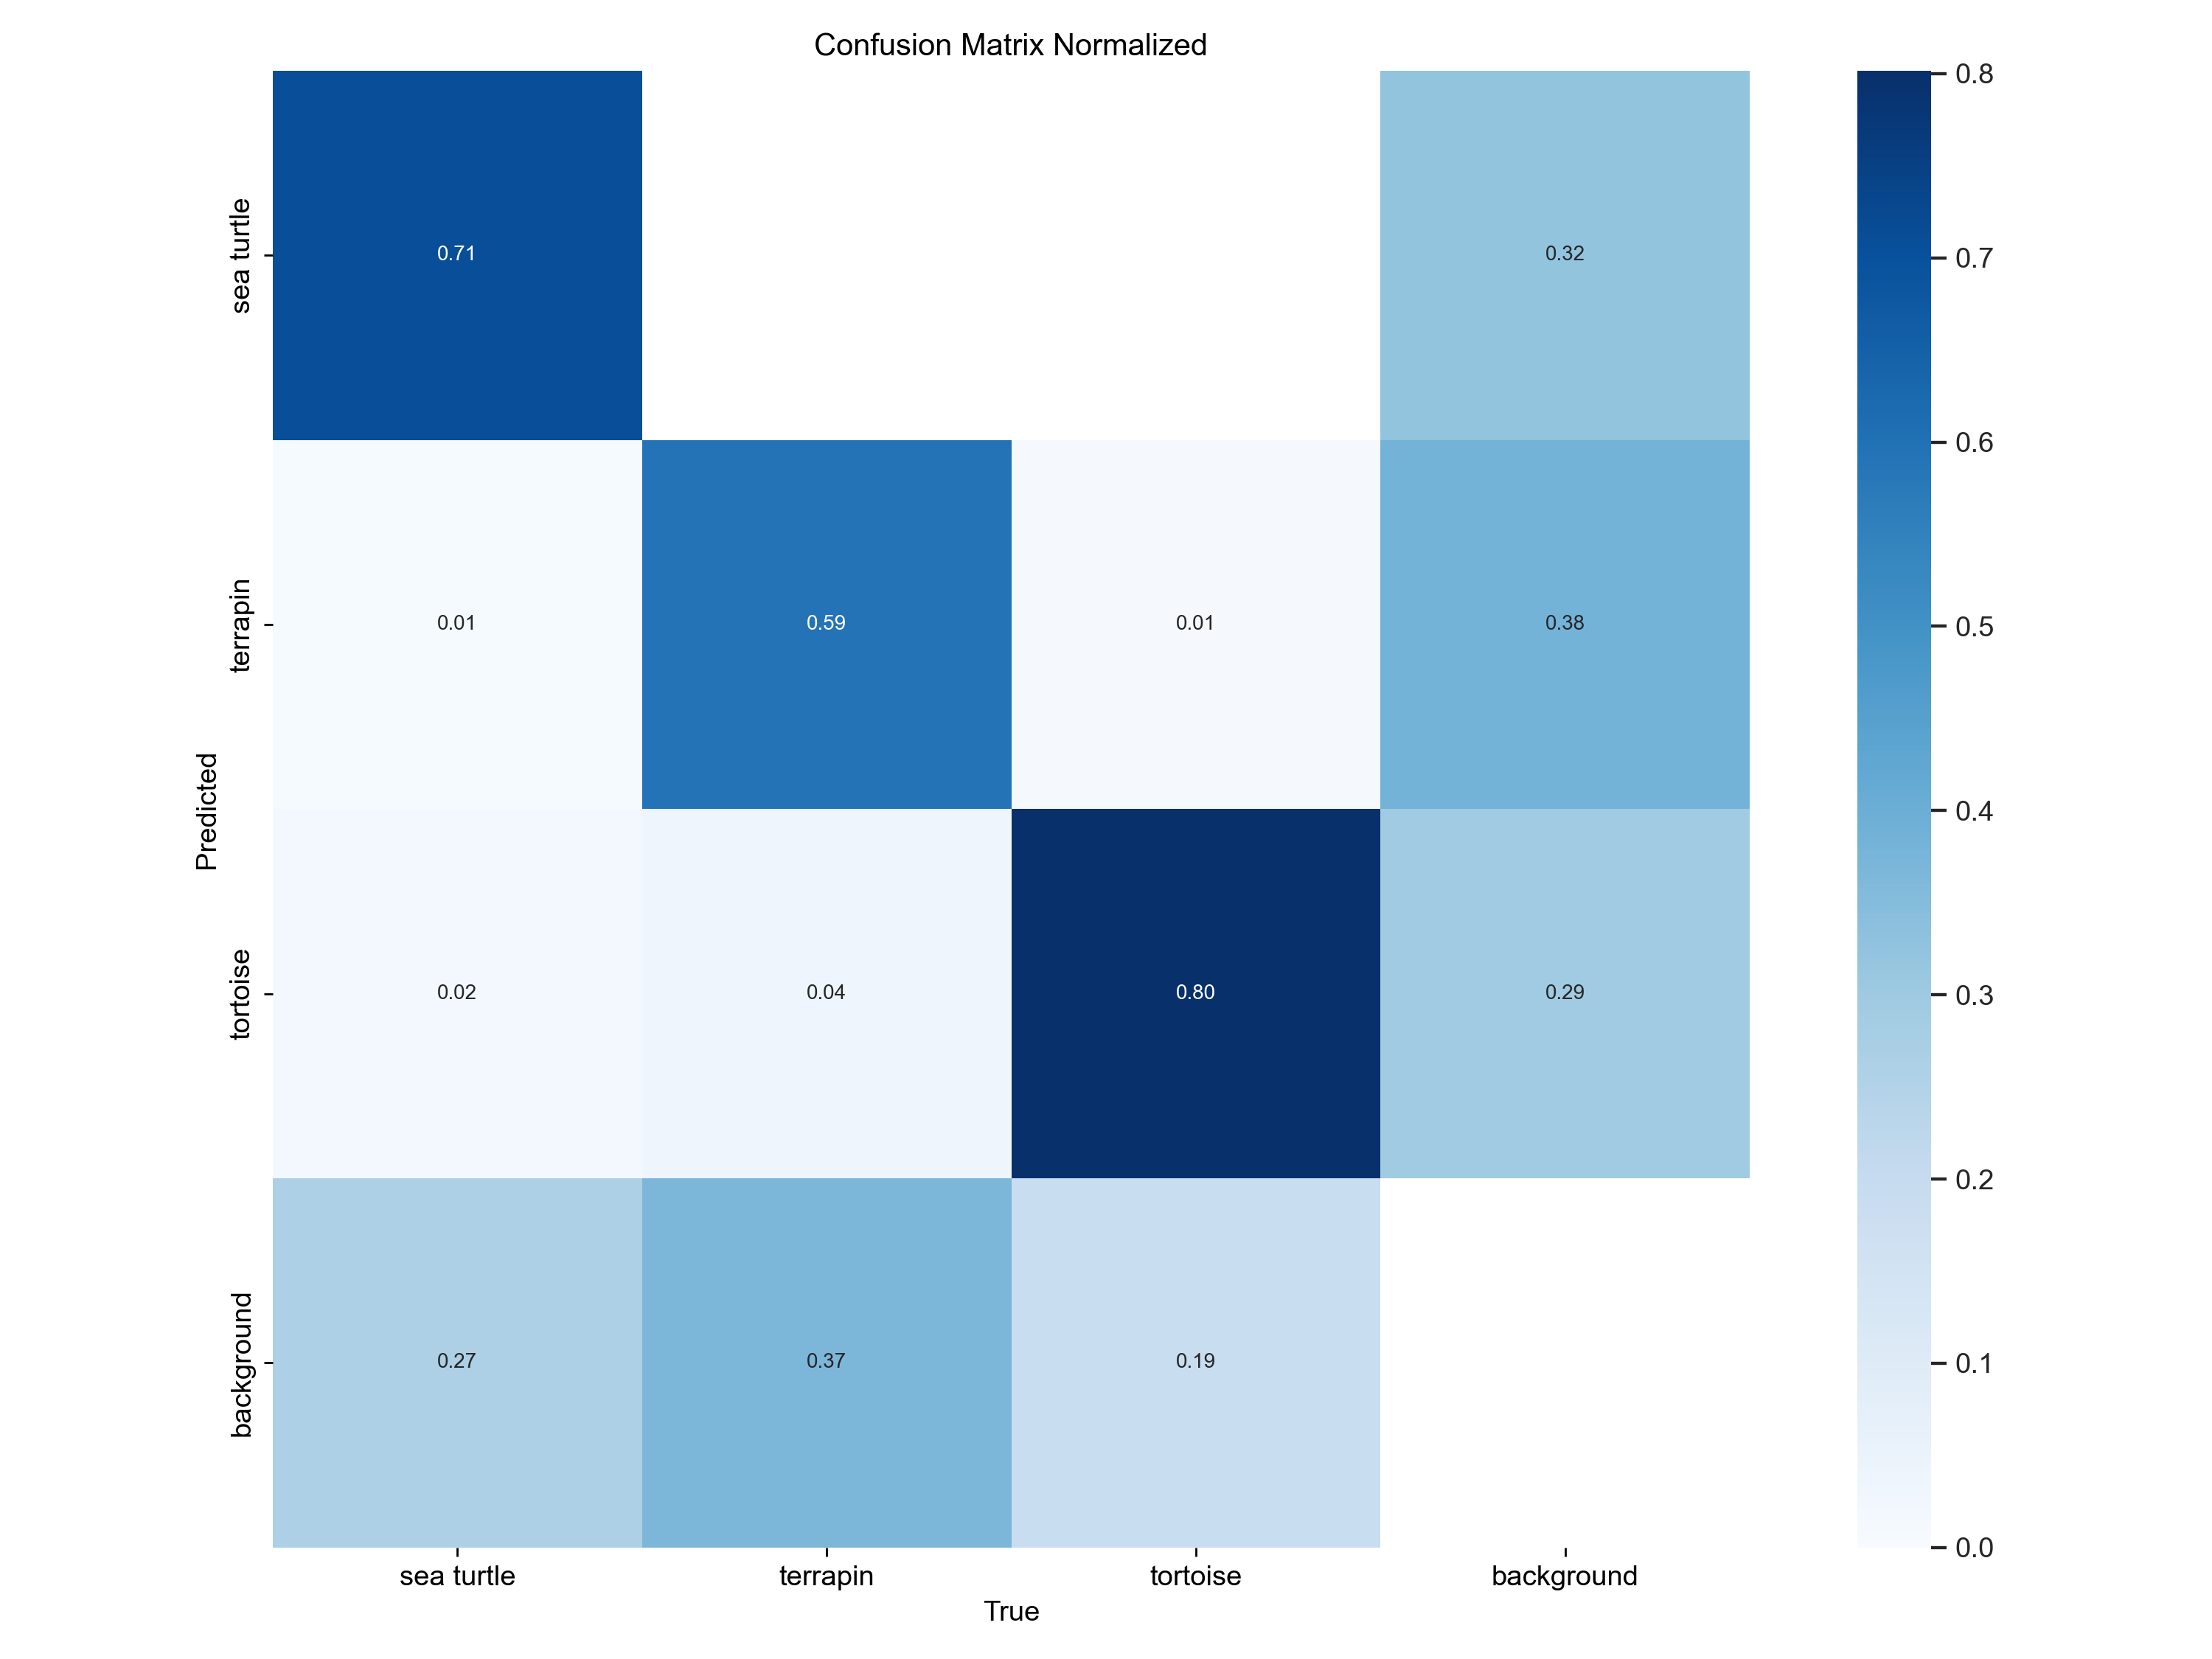 Confusion Matrix Normalized
sea turtle
0.71
0.32
terrapin
0.01
0.59
0.01
0.38
tortoise
0.02
0.04
0.80
0.29
background
0.27
0.37
0.19
Predicted
sea turtle
terrapin
tortoise
background
True
0.8
0.7
0.6
0.5
0.4
0.3
0.2
0.1
0.0